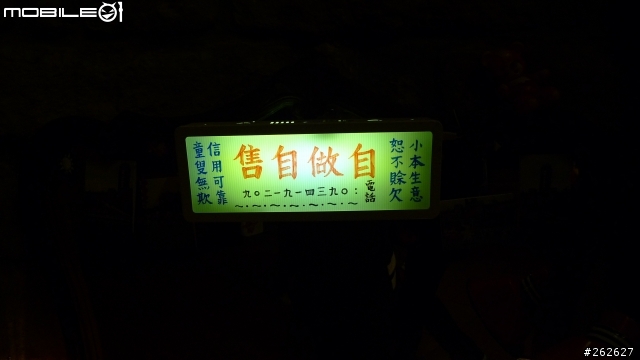 MOBILE01
小本生意
恕不賒欠
自做自售
電話：〇九三四一九一二〇九
信用可靠
童叟無欺
#262627